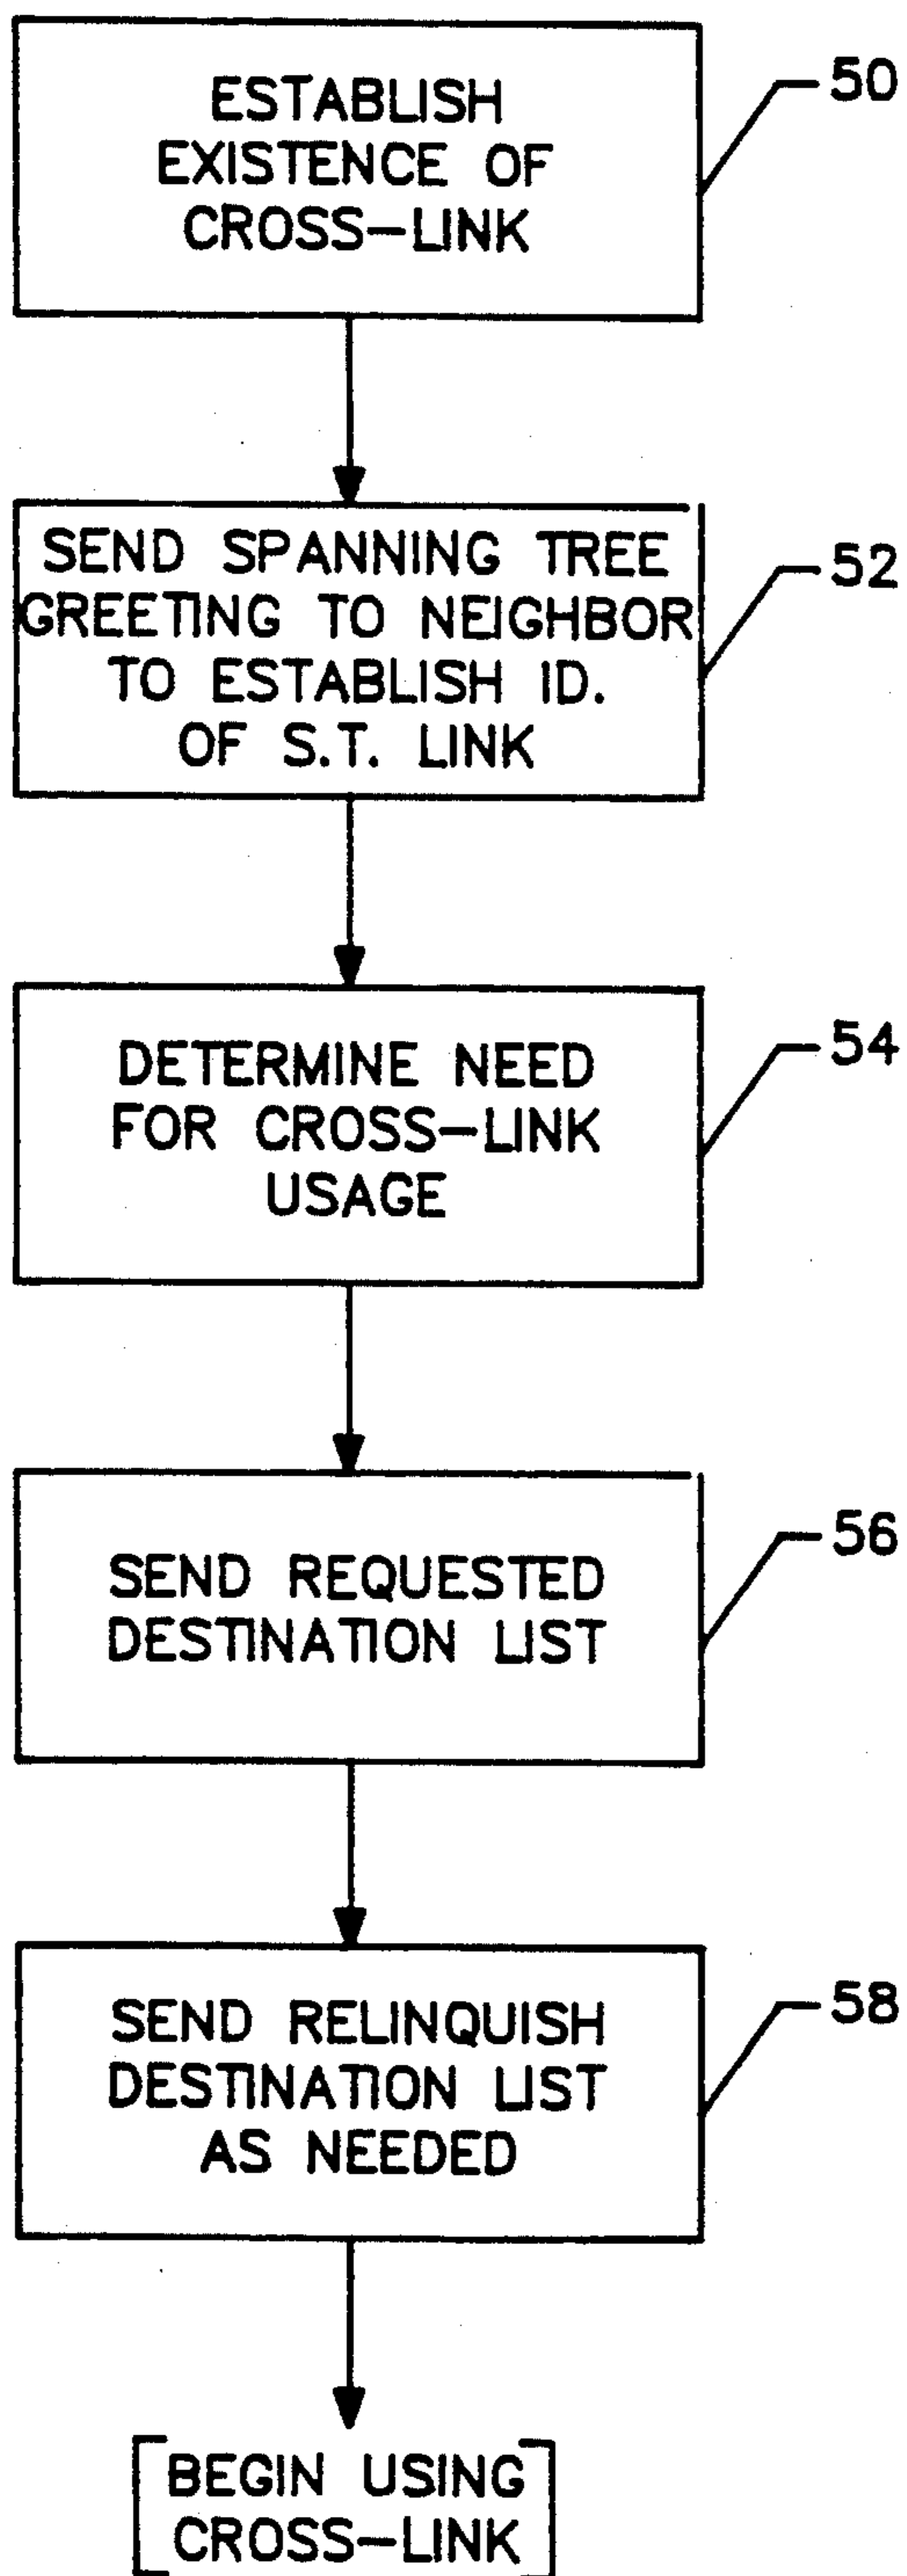 ESTABLISH
EXISTENCE OF
CROSS-LINK
50
SEND SPANNING TREE
GREETING TO NEIGHBOR
TO ESTABLISH ID.
OF S.T. LINK
52
DETERMINE NEED
FOR CROSS-LINK
USAGE
54
SEND REQUESTED
DESTINATION LIST
56
SEND RELINQUISH
DESTINATION LIST
AS NEEDED
58
[BEGIN USING
CROSS-LINK]